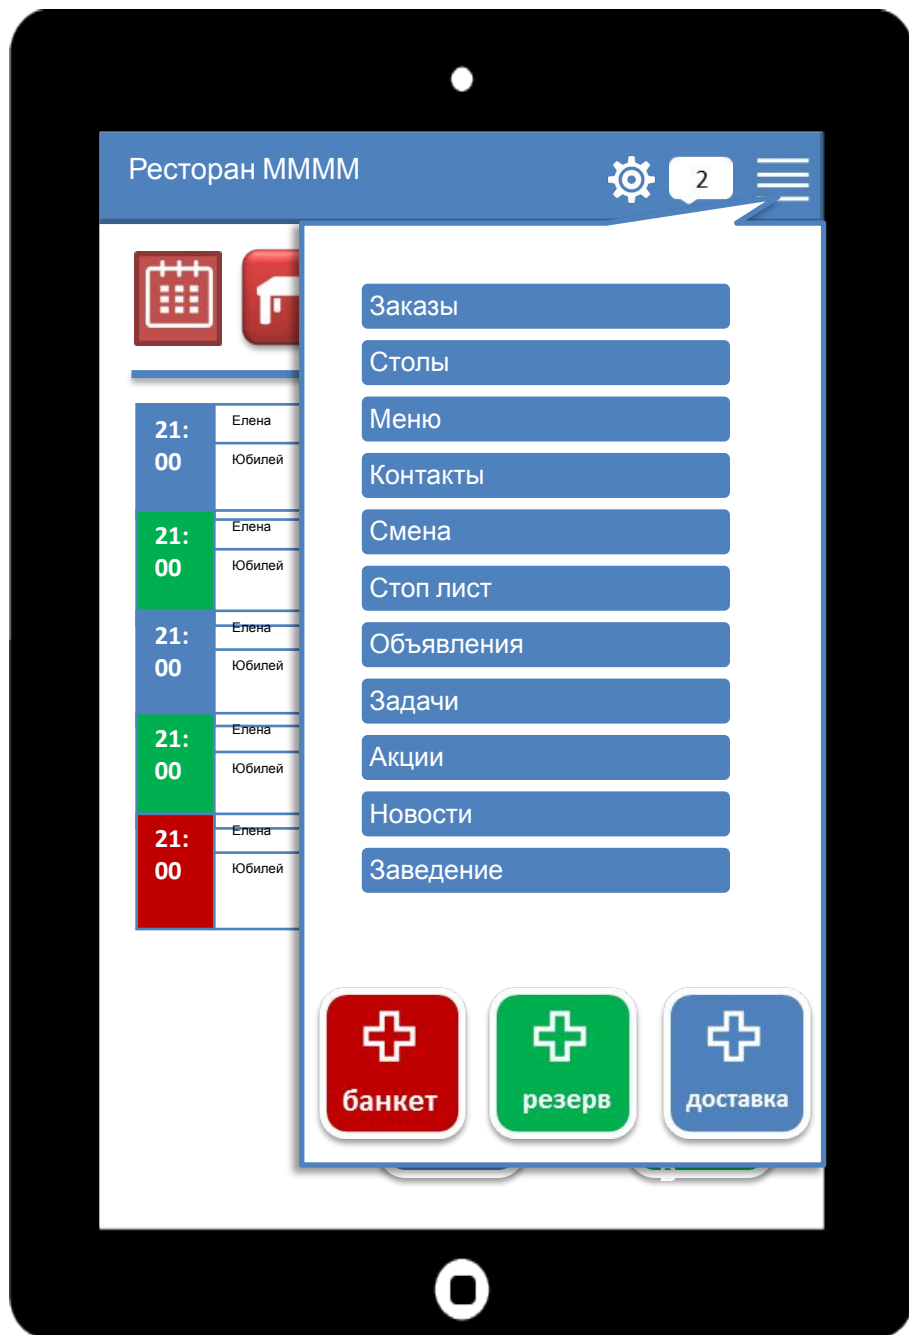 Ресторан ММММ
2
21:
00
Елена
Юбилей
21:
00
Елена
Юбилей
21:
00
Елена
Юбилей
21:
00
Елена
Юбилей
21:
00
Елена
Юбилей
Заказы
Столы
Меню
Контакты
Смена
Стоп лист
Объявления
Задачи
Акции
Новости
Заведение
банкет
резерв
доставка